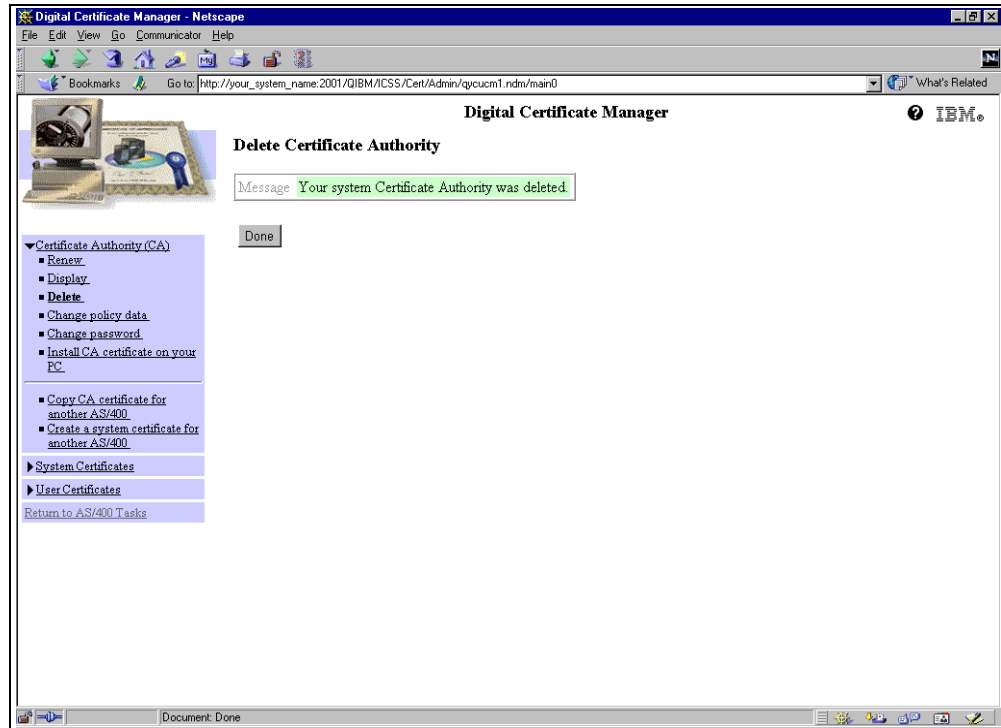 Digital Certificate Manager - Netscape
File Edit View Go Communicator Help
My
N
Bookmarks Go to: http://your_system_name:2001/QIBM/ICSS/Cert/Admin/qycucm1.ndm/main0 What's Related
Digital Certificate Manager
IBM®
Delete Certificate Authority
Message Your system Certificate Authority was deleted.
Done
Certificate Authority (CA)
Renew
Display
Delete
Change policy data
Change password
Install CA certificate on your
PC
Copy CA certificate for
another AS/400
Create a system certificate for
another AS/400
System Certificates
User Certificates
Return to AS/400 Tasks
Document: Done